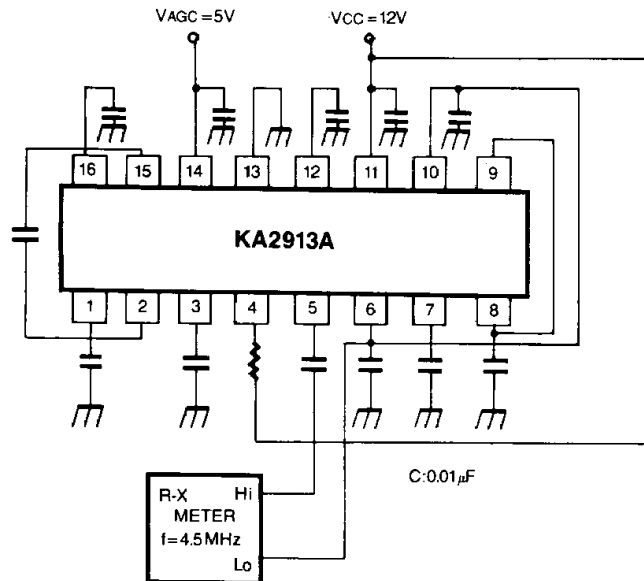 VAGC=5V VCC=12V
16 15 14 13 12 11 10 9
KA2913A
1 2 3 4 5 6 7 8
C:0.01μF
R-X Hi
METER
f=4.5MHz
Lo